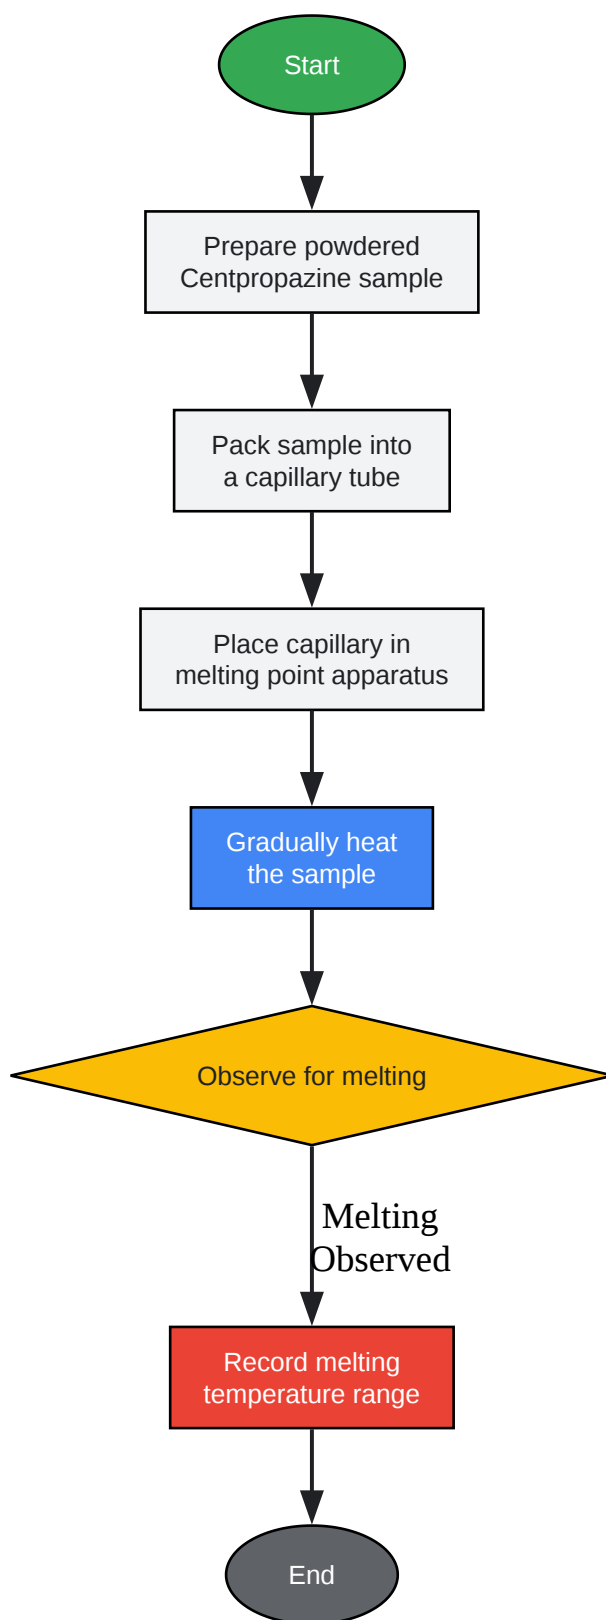 Start
Prepare powdered
Centpropazine sample
Pack sample into
a capillary tube
Place capillary in
melting point apparatus
Gradually heat
the sample
Observe for melting
Melting
Observed
Record melting
temperature range
End